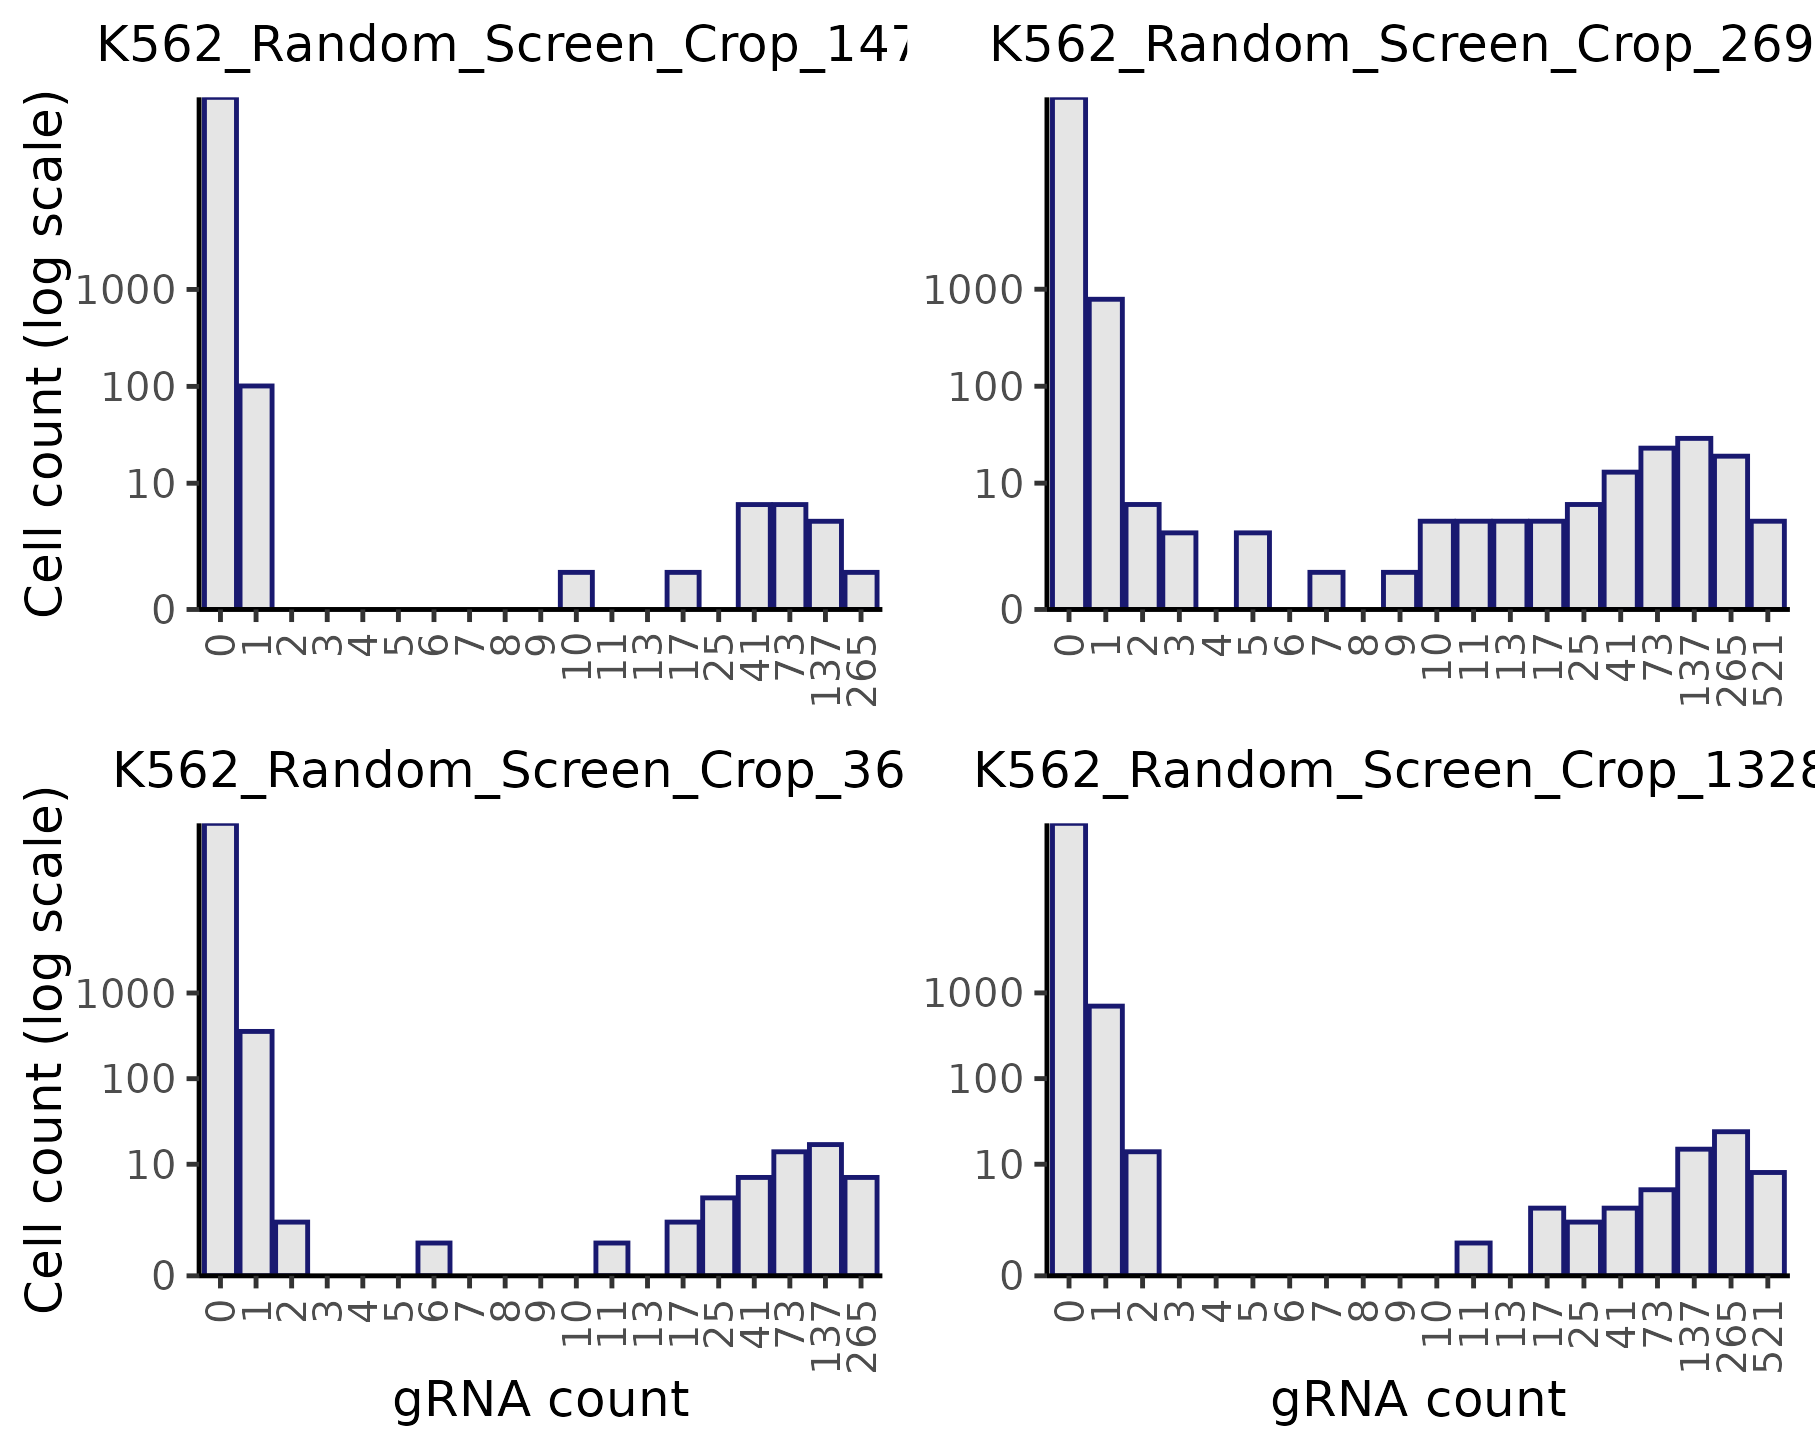 K562_Random_Screen_Crop_147
Cell count (log scale)
1000
100
10
0
0 1 2 3 4 5 6 7 8 9 10 11 13 17 25 41 73 137 265
K562_Random_Screen_Crop_269
1000
100
10
0
0 1 2 3 4 5 6 7 8 9 10 11 13 17 25 41 73 137 265 521
K562_Random_Screen_Crop_36
Cell count (log scale)
1000
100
10
0
0 1 2 3 4 5 6 7 8 9 10 11 13 17 25 41 73 137 265
gRNA count
K562_Random_Screen_Crop_1328
1000
100
10
0
0 1 2 3 4 5 6 7 8 9 10 11 13 17 25 41 73 137 265 521
gRNA count